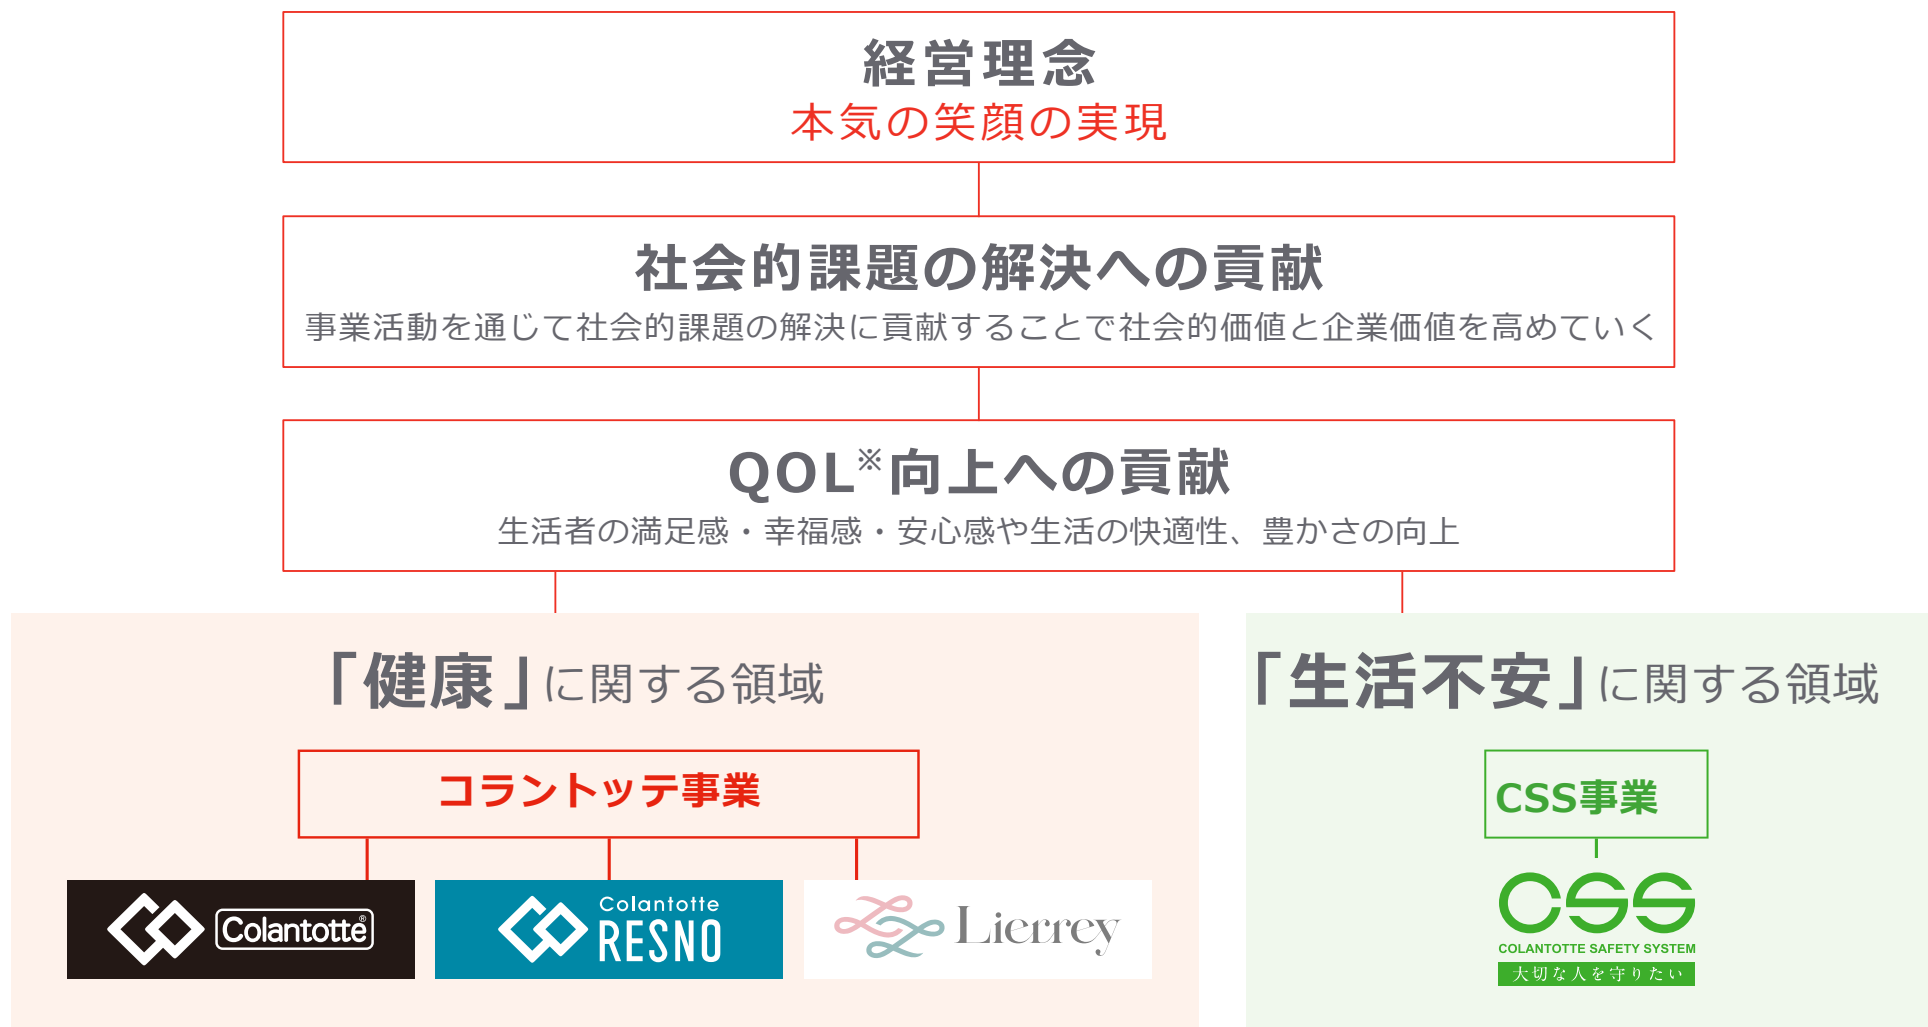 経営理念
本気の笑顔の実現
社会的課題の解決への貢献
事業活動を通じて社会的課題の解決に貢献することで社会的価値と企業価値を高めていく
QOL※向上への貢献
生活者の満足感・幸福感・安心感や生活の快適性、豊かさの向上
「健康」に関する領域
コラントッテ事業
Colantotte®
Colantotte
RESNO
Lierrey
「生活不安」に関する領域
CSS事業
CSS
COLANTOTTE SAFETY SYSTEM
大切な人を守りたい